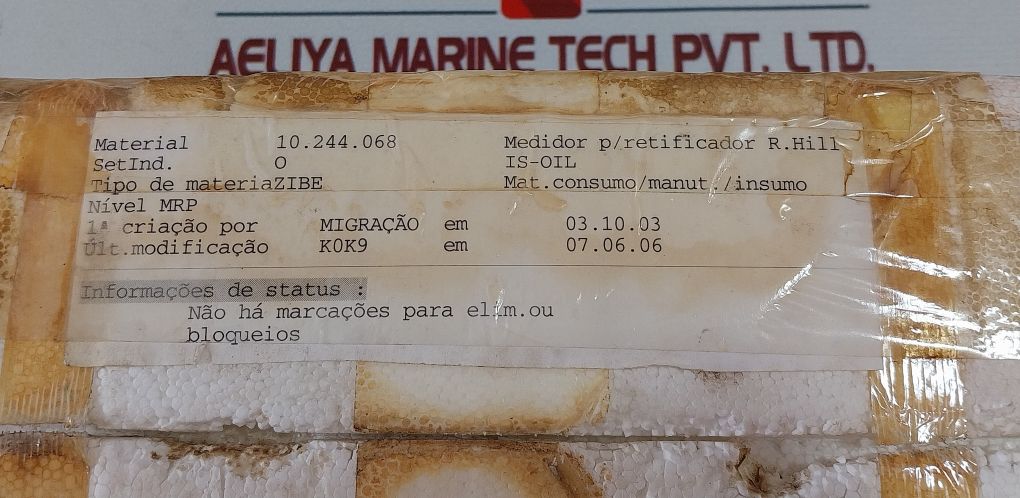 AELIYA MARINE TECH PVT. LTD.
Material 10.244.068 Medidor p/retificador R.Hill
SetInd. O IS-OIL
Tipo de materiaZIBE Mat.consumo/manut./insumo
Nível MRP
1ª criação por MIGRAÇÃO em 03.10.03
Últ.modificação K0K9 em 07.06.06
Informações de status :
Não há marcações para elim.ou
bloqueios